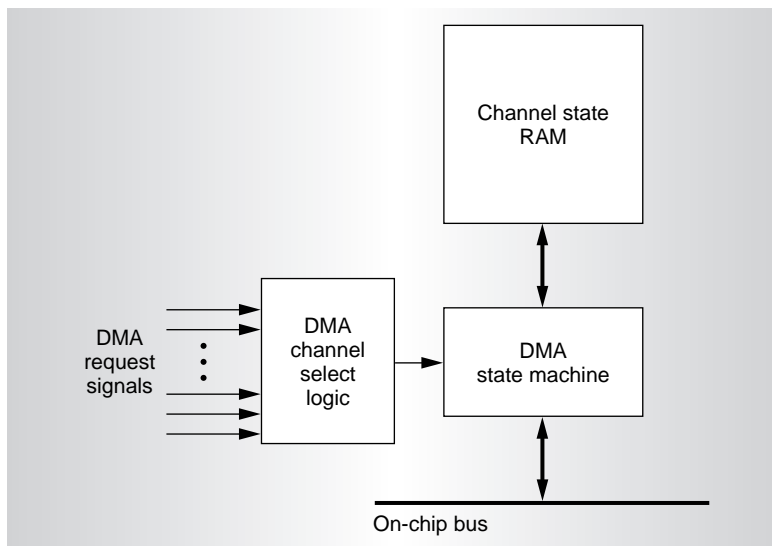 Channel state
RAM
DMA
request
signals
DMA
channel
select
logic
DMA
state machine
On-chip bus